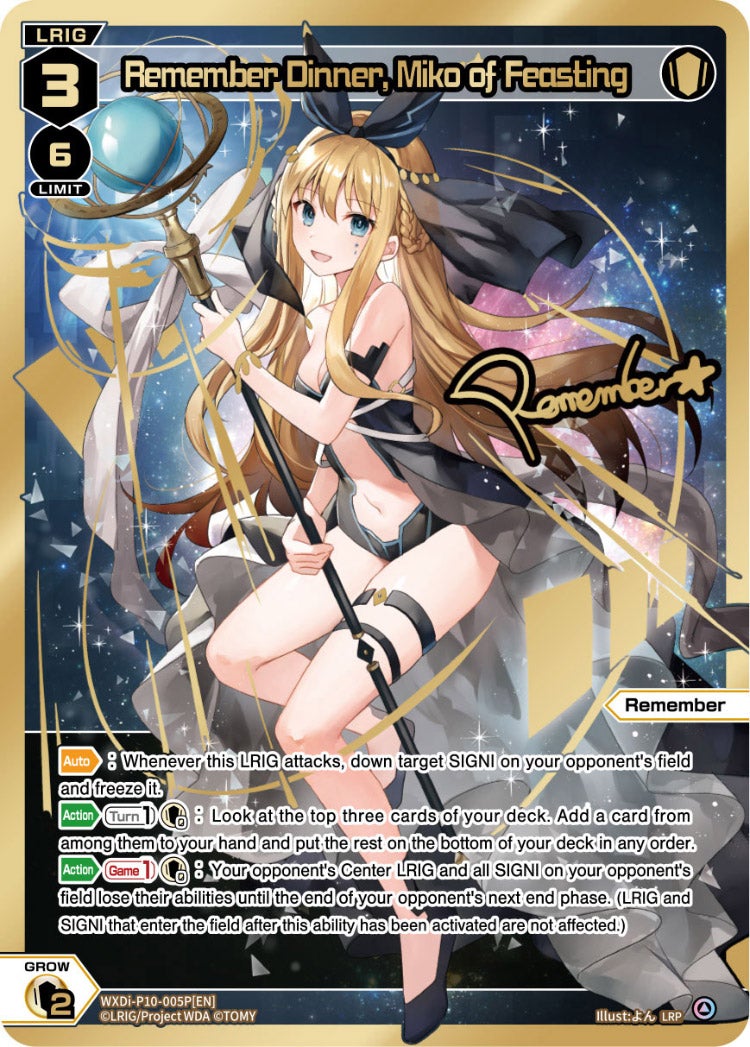 LRIG
3
Remember Dinner, Miko of Feasting
6
LIMIT
Remember★
Remember
Auto : Whenever this LRIG attacks, down target SIGNI on your opponent's field
and freeze it.
Action Turn 1 0 : Look at the top three cards of your deck. Add a card from
among them to your hand and put the rest on the bottom of your deck in any order.
Action Game 1 0 : Your opponent's Center LRIG and all SIGNI on your opponent's
field lose their abilities until the end of your opponent's next end phase. (LRIG and
SIGNI that enter the field after this ability has been activated are not affected.)
GROW
2
WXDi-P10-005P[EN]
©LRIG/Project WDA ©TOMY
Illust:よん LRP